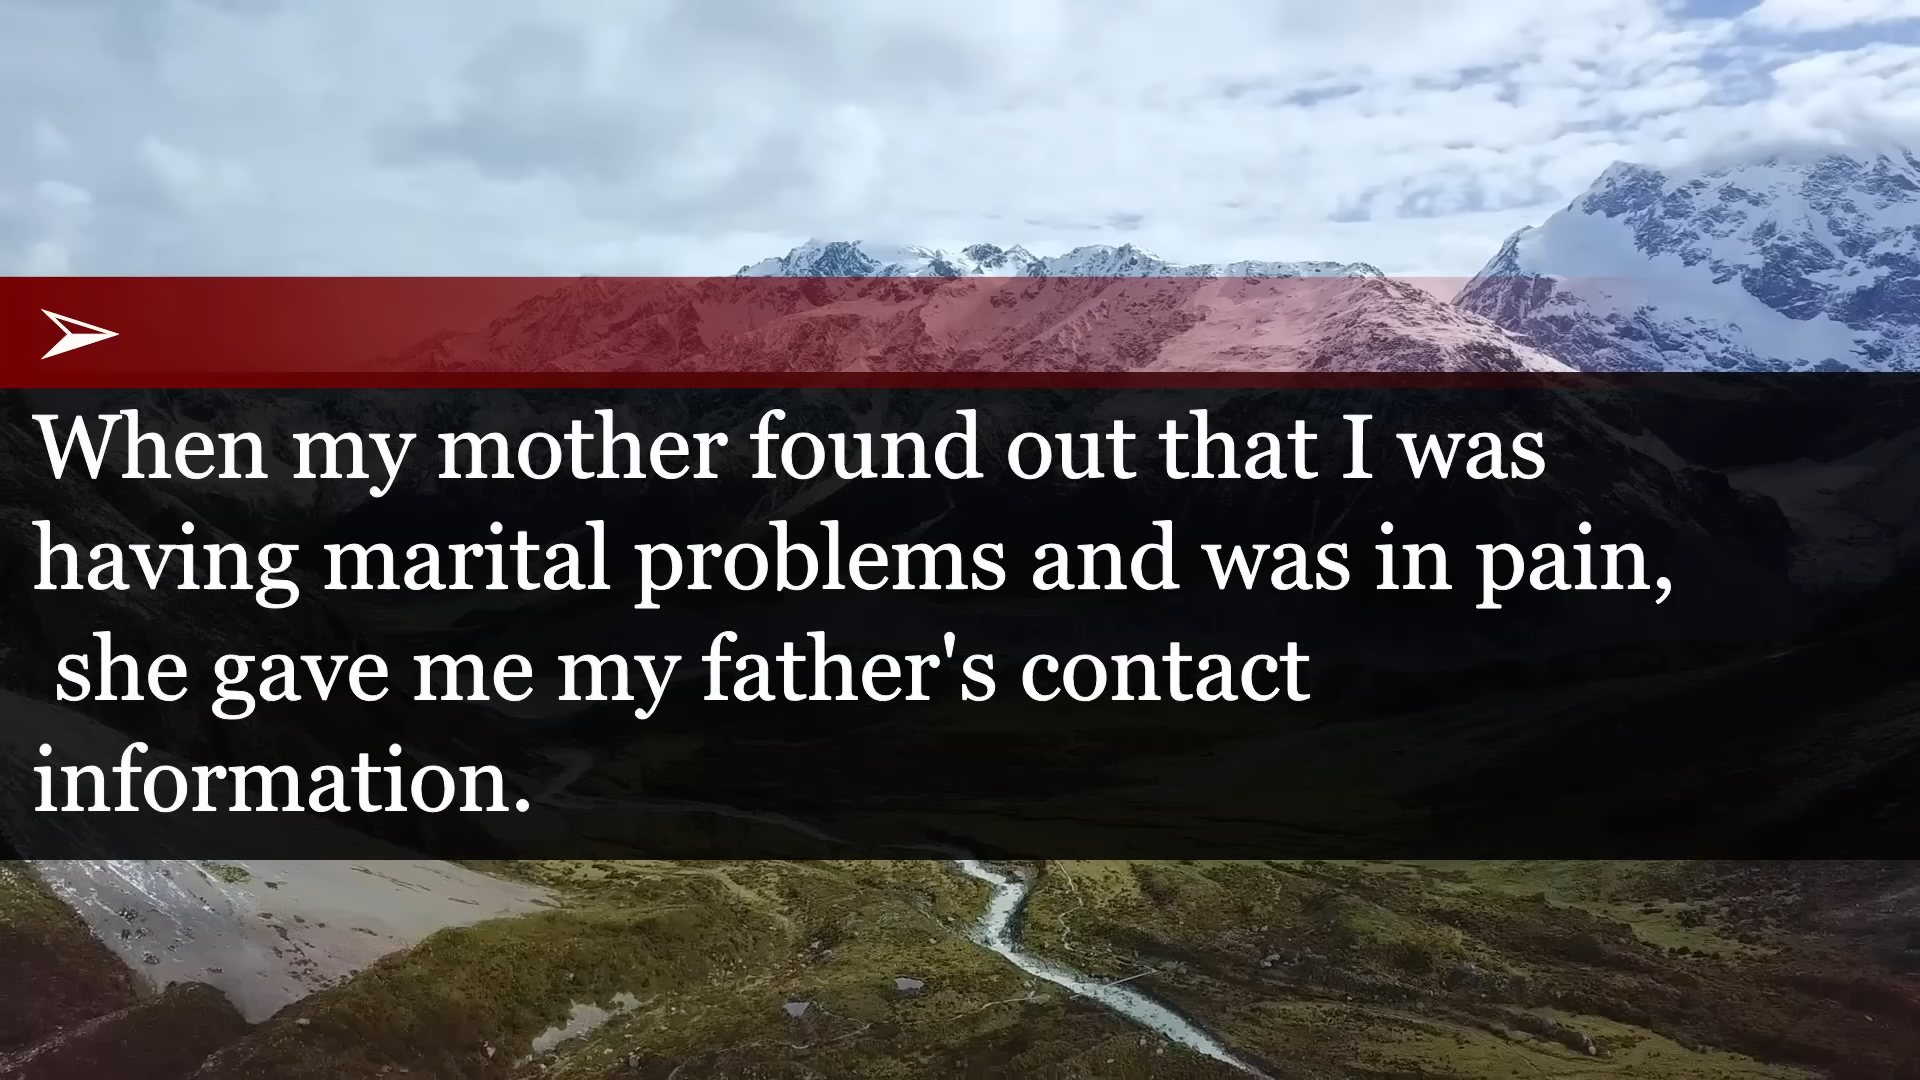 When my mother found out that I was
having marital problems and was in pain,
she gave me my father's contact
information.